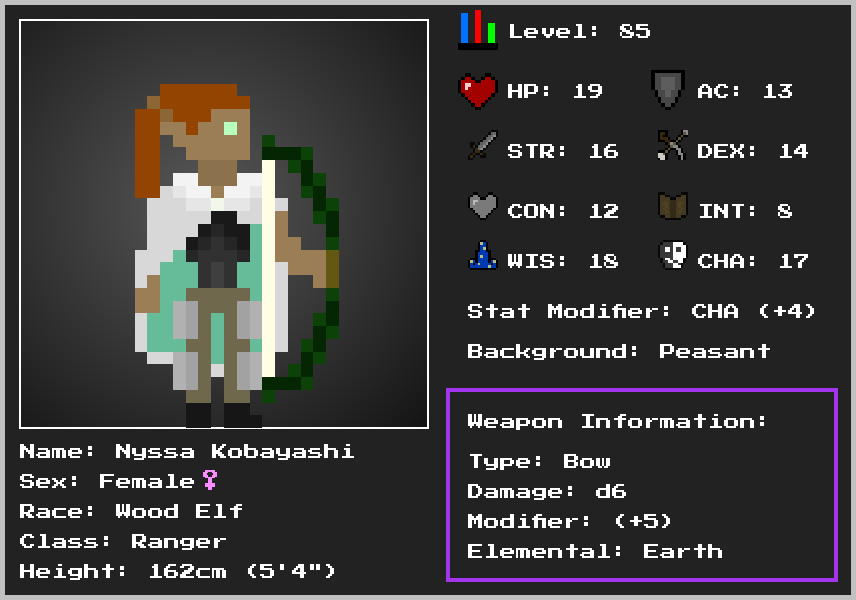 Level: 85
HP: 19 AC: 13
STR: 16 DEX: 14
CON: 12 INT: 8
WIS: 18 CHA: 17
Stat Modifier: CHA (+4)
Background: Peasant
Weapon Information:
Type: Bow
Damage: d6
Modifier: (+5)
Elemental: Earth
Name: Nyssa Kobayashi
Sex: Female♀
Race: Wood Elf
Class: Ranger
Height: 162cm (5'4")